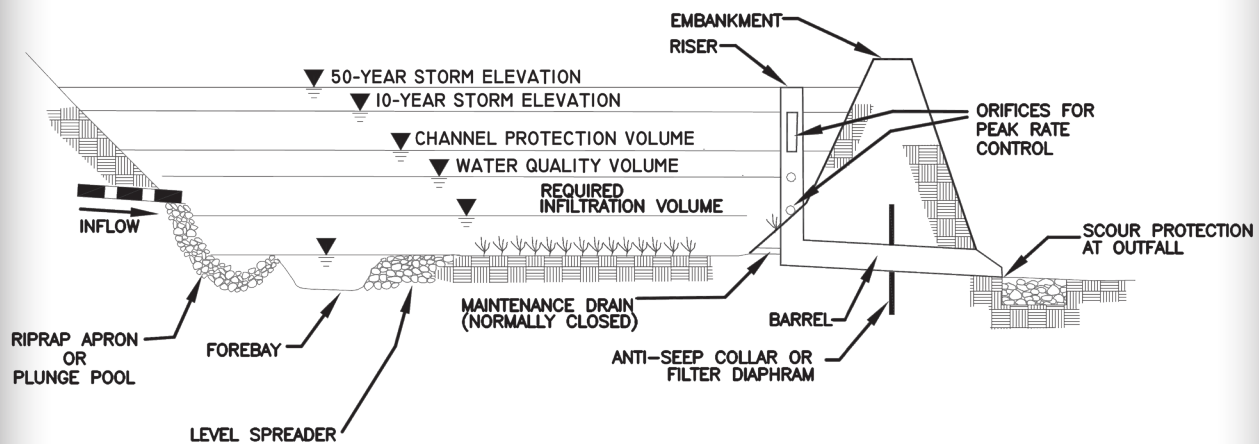 EMBANKMENT
RISER
50-YEAR STORM ELEVATION
10-YEAR STORM ELEVATION
ORIFICES FOR
PEAK RATE
CONTROL
CHANNEL PROTECTION VOLUME
WATER QUALITY VOLUME
REQUIRED
INFILTRATION VOLUME
INFLOW
SCOUR PROTECTION
AT OUTFALL
MAINTENANCE DRAIN
(NORMALLY CLOSED)
BARREL
RIPRAP APRON
OR
PLUNGE POOL
FOREBAY
ANTI-SEEP COLLAR OR
FILTER DIAPHRAM
LEVEL SPREADER